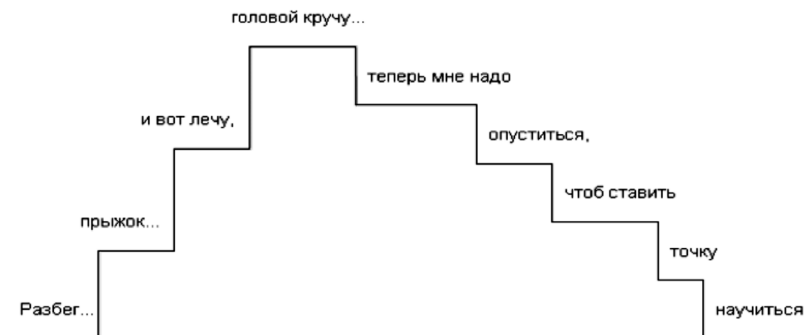 Разбег...
прыжок...
и вот лечу,
головой кручу...
теперь мне надо
опуститься,
чтоб ставить
точку
научиться